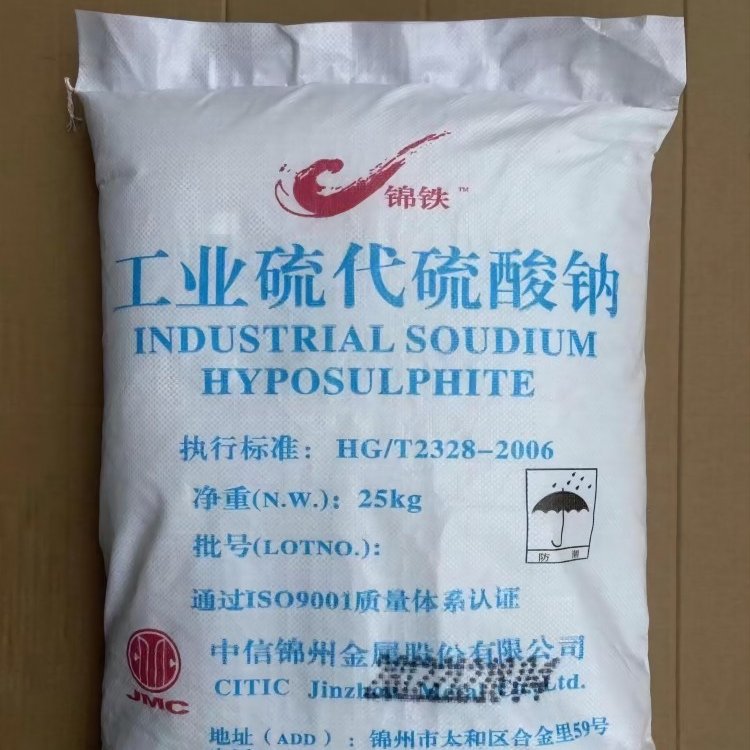 锦铁™
工业硫代硫酸钠
INDUSTRIAL SOUDIUM
HYPOSULPHITE
执行标准：HG/T2328-2006
净重(N.W.)：25kg
批号(LOTNO.)：
防 潮
通过ISO9001质量体系认证
CITIC
JMC
中信锦州金属股份有限公司
CITIC Jinzhou Metal Co., Ltd.
地址（ADD）：锦州市太和区合金里59号